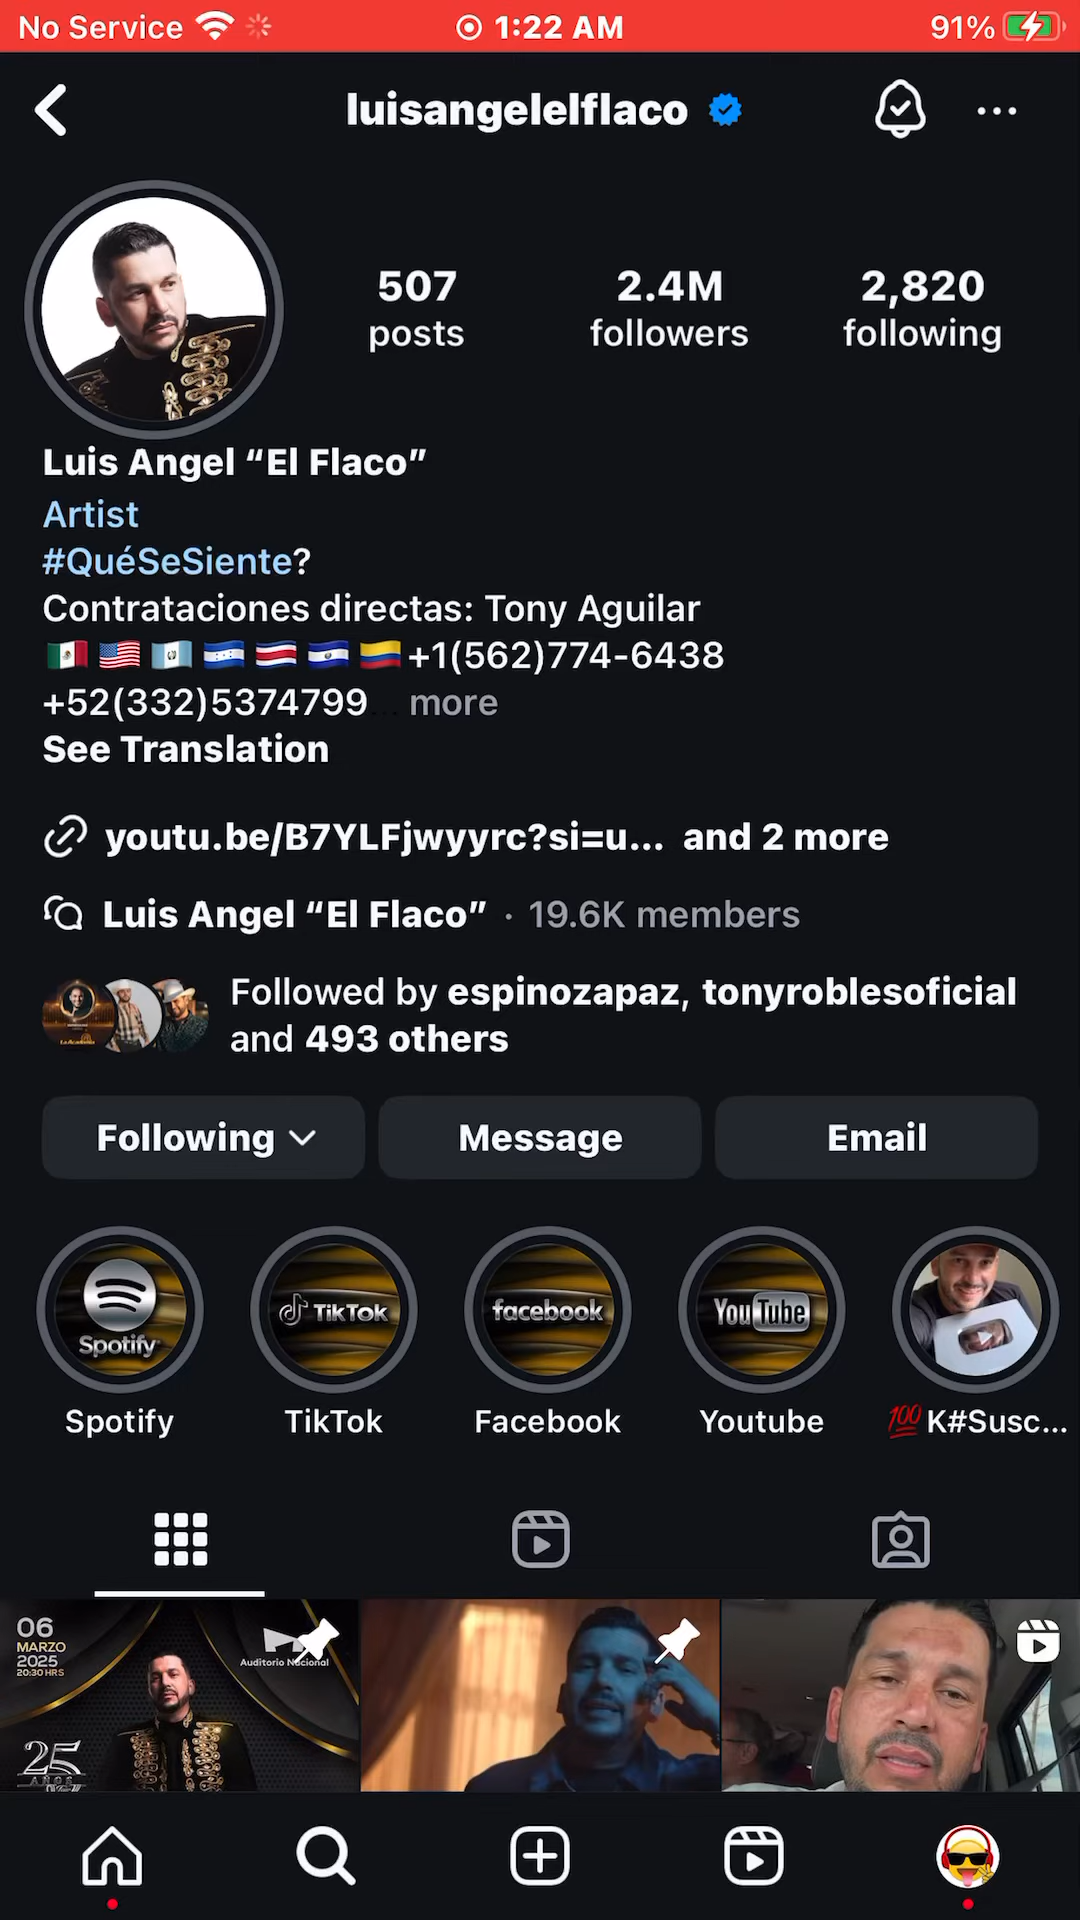 No Service 1:22 AM 91%
luisangelelflaco
507 2.4M 2,820
posts followers following
Luis Angel “El Flaco”
Artist
#QuéSeSiente?
Contrataciones directas: Tony Aguilar
🇲🇽🇺🇸🇬🇹🇭🇳🇨🇷🇸🇻🇨🇴+1(562)774-6438
+52(332)5374799... more
See Translation
youtu.be/B7YLFjwyyrc?si=u... and 2 more
Luis Angel “El Flaco” · 19.6K members
Followed by espinozapaz, tonyroblesoficial
and 493 others
Following Message Email
Spotify TikTok facebook YouTube
Spotify TikTok Facebook Youtube 💯K#Susc...
06
MARZO
2025
20:30 HRS
Auditorio Nacional
25
AÑOS